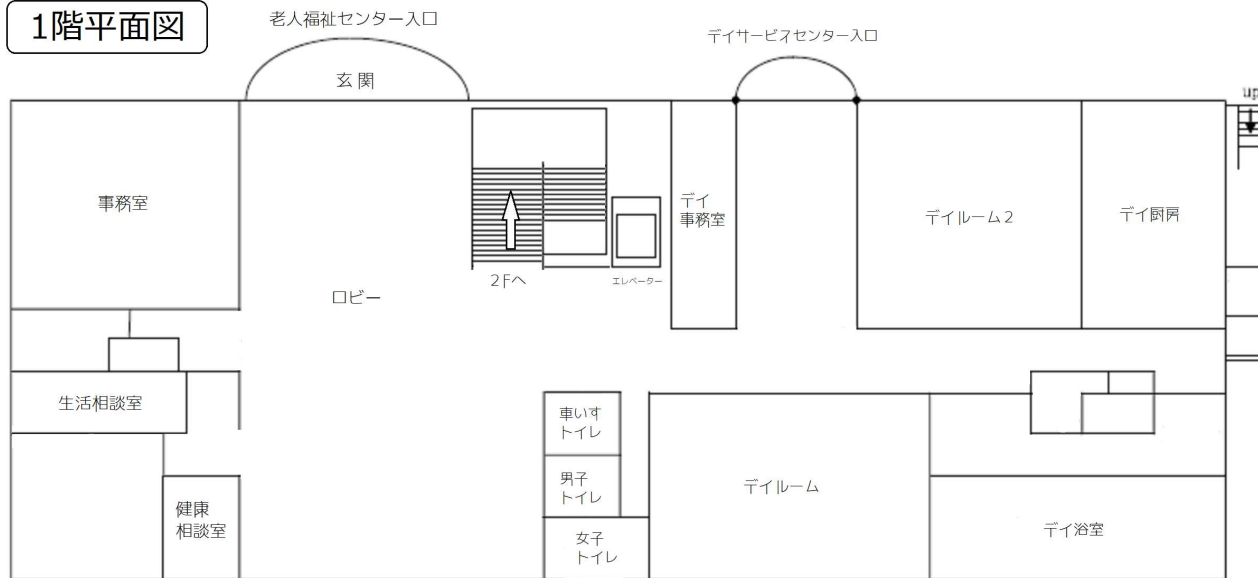 1階平面図
老人福祉センター入口
デイサービスセンター入口
玄 関
up
事務室
デイ
事務室
デイルーム2
デイ厨房
2Fへ
エレベーター
ロビー
生活相談室
車いす
トイレ
男子
トイレ
デイルーム
健康
相談室
女子
トイレ
デイ浴室